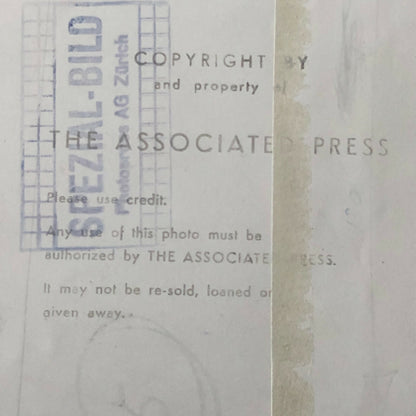 SPEZIAL-BILD
Photopress AG Zürich
COPYRIGHT BY
and property of
THE ASSOCIATED PRESS
Please use credit.
Any use of this photo must be
authorized by THE ASSOCIATED PRESS.
It may not be re-sold, loaned or
given away.